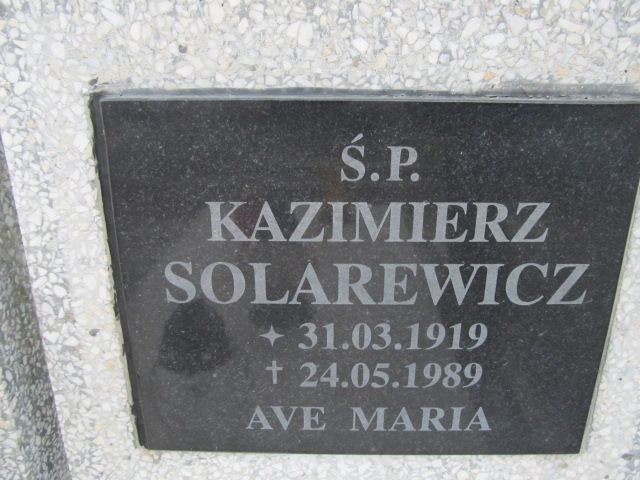 Ś.P.
KAZIMIERZ
SOLAREWICZ
✦ 31.03.1919
† 24.05.1989
AVE MARIA